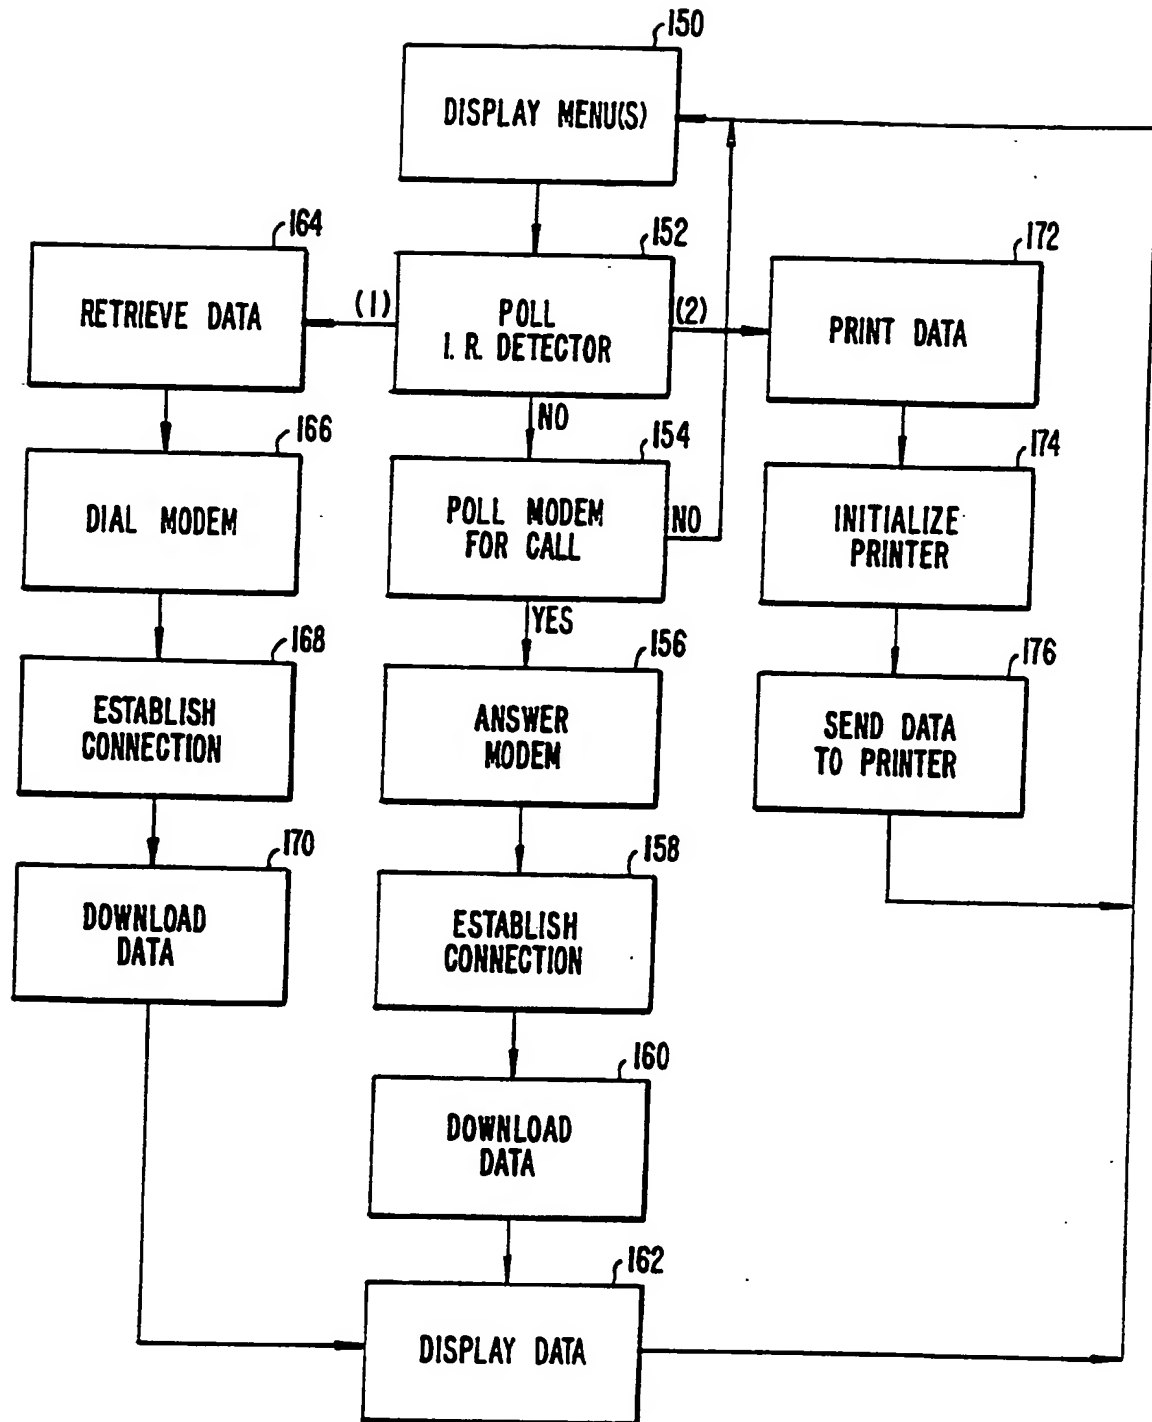 150
DISPLAY MENU(S)
164
152
172
RETRIEVE DATA
(1)
POLL
I. R. DETECTOR
(2)
PRINT DATA
NO
166
154
174
DIAL MODEM
POLL MODEM
FOR CALL
NO
INITIALIZE
PRINTER
YES
168
156
176
ESTABLISH
CONNECTION
ANSWER
MODEM
SEND DATA
TO PRINTER
170
158
DOWNLOAD
DATA
ESTABLISH
CONNECTION
160
DOWNLOAD
DATA
162
DISPLAY DATA